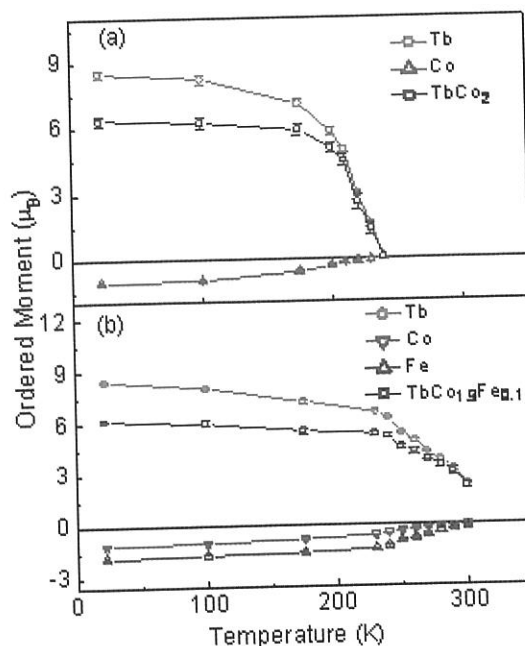 (a)
Tb
Co
TbCo₂
9
6
3
0
Ordered Moment (μB)
(b)
Tb
Co
Fe
TbCo₁.₉Fe₀.₁
12
9
6
3
0
-3
0
100
200
300
Temperature (K)